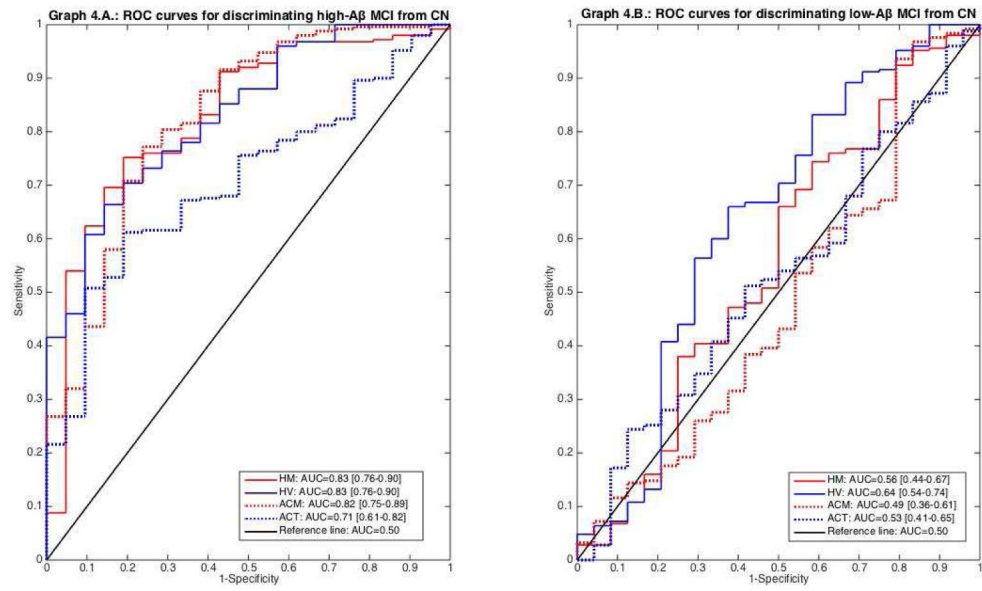 Graph 4.A.: ROC curves for discriminating high-Aβ MCI from CN
1
0.9
0.8
0.7
0.6
0.5
0.4
0.3
0.2
0.1
0
Sensitivity
HM: AUC=0.83 [0.76-0.90]
HV: AUC=0.83 [0.76-0.90]
ACM: AUC=0.82 [0.75-0.89]
ACT: AUC=0.71 [0.61-0.82]
Reference line: AUC=0.50
0 0.1 0.2 0.3 0.4 0.5 0.6 0.7 0.8 0.9 1
1-Specificity
Graph 4.B.: ROC curves for discriminating low-Aβ MCI from CN
1
0.9
0.8
0.7
0.6
0.5
0.4
0.3
0.2
0.1
0
Sensitivity
HM: AUC=0.56 [0.44-0.67]
HV: AUC=0.64 [0.54-0.74]
ACM: AUC=0.49 [0.36-0.61]
ACT: AUC=0.53 [0.41-0.65]
Reference line: AUC=0.50
0 0.1 0.2 0.3 0.4 0.5 0.6 0.7 0.8 0.9 1
1-Specificity